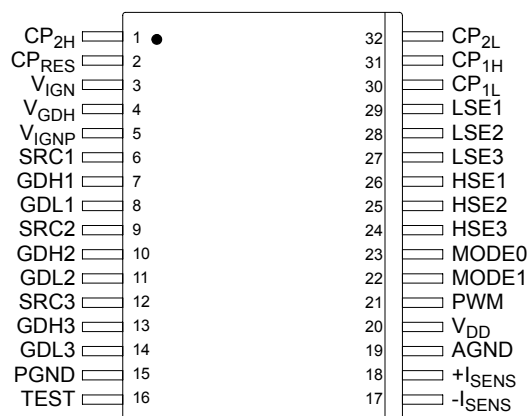 CP2H 1 32 CP2L
CPRES 2 31 CP1H
VIGN 3 30 CP1L
VGDH 4 29 LSE1
VIGNP 5 28 LSE2
SRC1 6 27 LSE3
GDH1 7 26 HSE1
GDL1 8 25 HSE2
SRC2 9 24 HSE3
GDH2 10 23 MODE0
GDL2 11 22 MODE1
SRC3 12 21 PWM
GDH3 13 20 VDD
GDL3 14 19 AGND
PGND 15 18 +ISENS
TEST 16 17 -ISENS